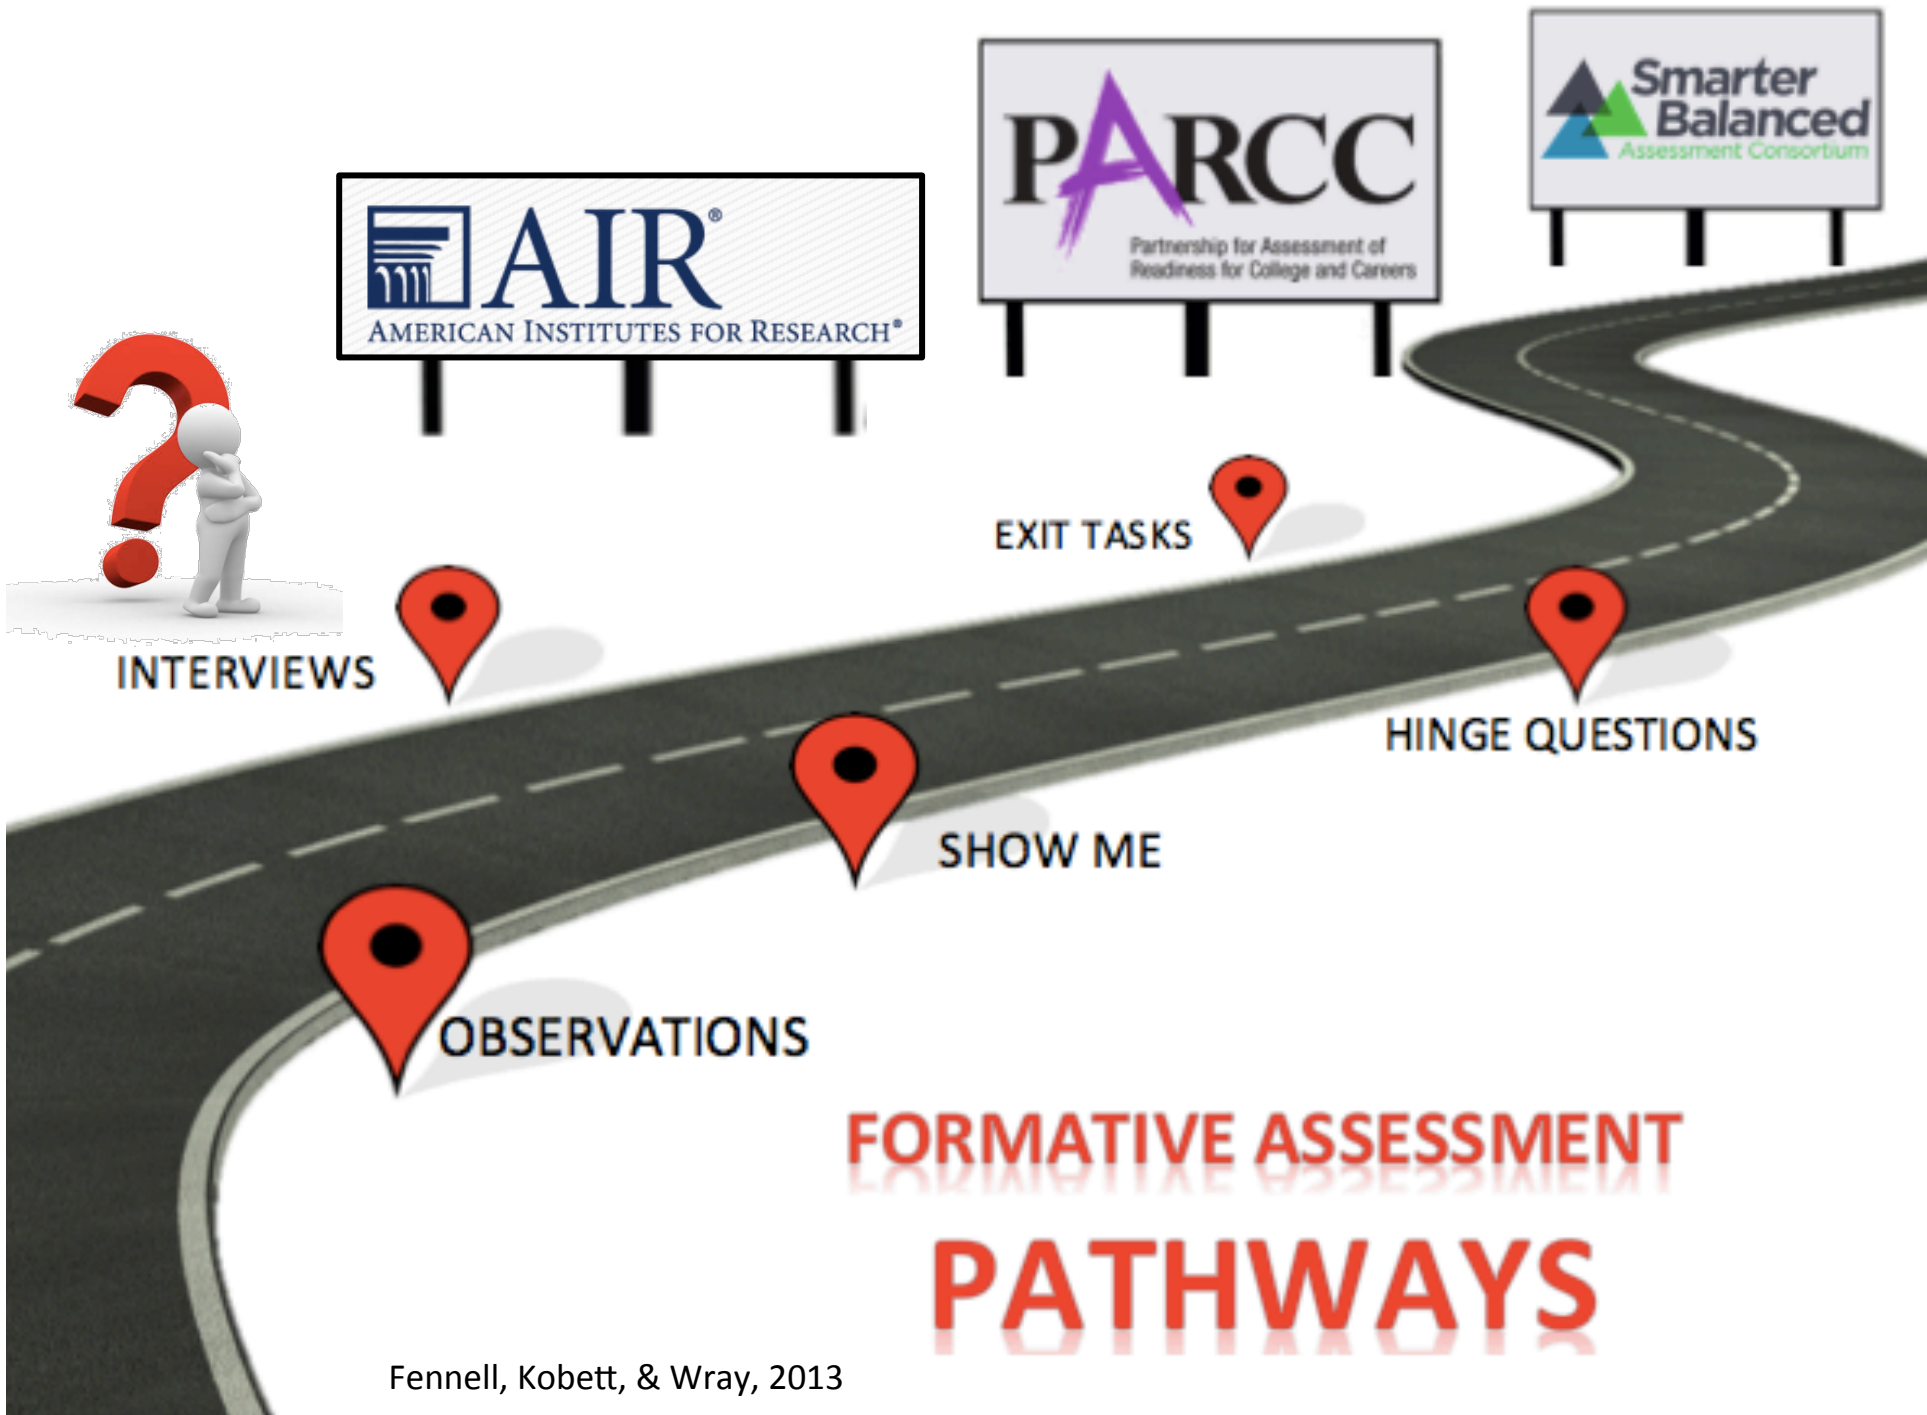 Smarter
Balanced
Assessment Consortium
PARCC
Partnership for Assessment of
Readiness for College and Careers
AIR®
AMERICAN INSTITUTES FOR RESEARCH®
EXIT TASKS
INTERVIEWS
HINGE QUESTIONS
SHOW ME
OBSERVATIONS
FORMATIVE ASSESSMENT
PATHWAYS
Fennell, Kobett, & Wray, 2013